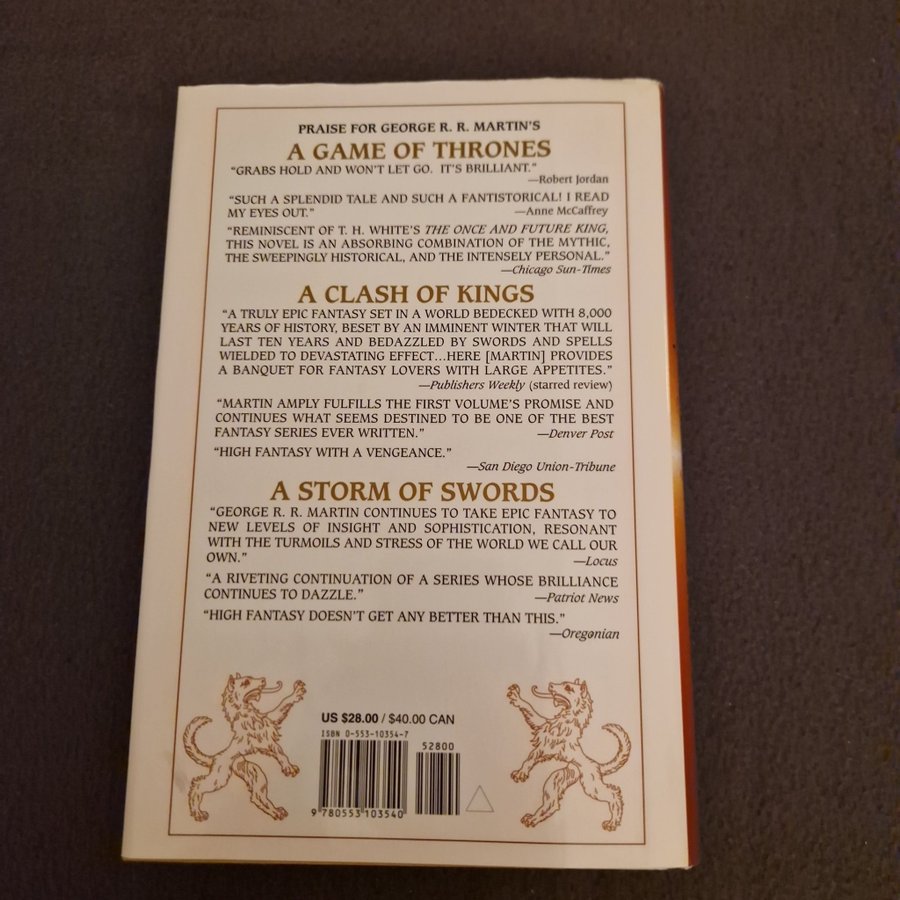 PRAISE FOR GEORGE R. R. MARTIN'S
A GAME OF THRONES
"GRABS HOLD AND WON'T LET GO. IT'S BRILLIANT."
—Robert Jordan
"SUCH A SPLENDID TALE AND SUCH A FANTISTORICAL! I READ
MY EYES OUT." —Anne McCaffrey
"REMINISCENT OF T. H. WHITE'S THE ONCE AND FUTURE KING,
THIS NOVEL IS AN ABSORBING COMBINATION OF THE MYTHIC,
THE SWEEPINGLY HISTORICAL, AND THE INTENSELY PERSONAL."
—Chicago Sun-Times
A CLASH OF KINGS
"A TRULY EPIC FANTASY SET IN A WORLD BEDECKED WITH 8,000
YEARS OF HISTORY, BESET BY AN IMMINENT WINTER THAT WILL
LAST TEN YEARS AND BEDAZZLED BY SWORDS AND SPELLS
WIELDED TO DEVASTATING EFFECT...HERE [MARTIN] PROVIDES
A BANQUET FOR FANTASY LOVERS WITH LARGE APPETITES."
—Publishers Weekly (starred review)
"MARTIN AMPLY FULFILLS THE FIRST VOLUME'S PROMISE AND
CONTINUES WHAT SEEMS DESTINED TO BE ONE OF THE BEST
FANTASY SERIES EVER WRITTEN." —Denver Post
"HIGH FANTASY WITH A VENGEANCE."
—San Diego Union-Tribune
A STORM OF SWORDS
"GEORGE R. R. MARTIN CONTINUES TO TAKE EPIC FANTASY TO
NEW LEVELS OF INSIGHT AND SOPHISTICATION, RESONANT
WITH THE TURMOILS AND STRESS OF THE WORLD WE CALL OUR
OWN." —Locus
"A RIVETING CONTINUATION OF A SERIES WHOSE BRILLIANCE
CONTINUES TO DAZZLE." —Patriot News
"HIGH FANTASY DOESN'T GET ANY BETTER THAN THIS."
—Oregonian
US $28.00 / $40.00 CAN
ISBN 0-553-10354-7
52800
9 780553 103540